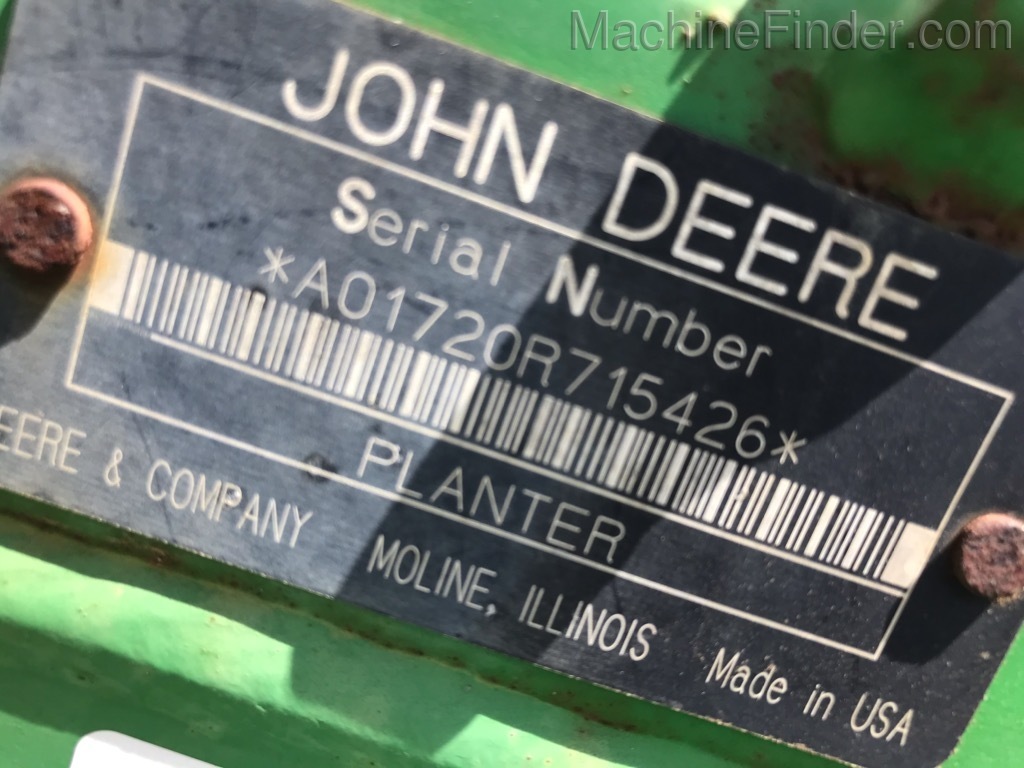 MachineFinder.com
JOHN DEERE
Serial Number
*A01720R715426*
PLANTER
EERE & COMPANY MOLINE, ILLINOIS Made in USA